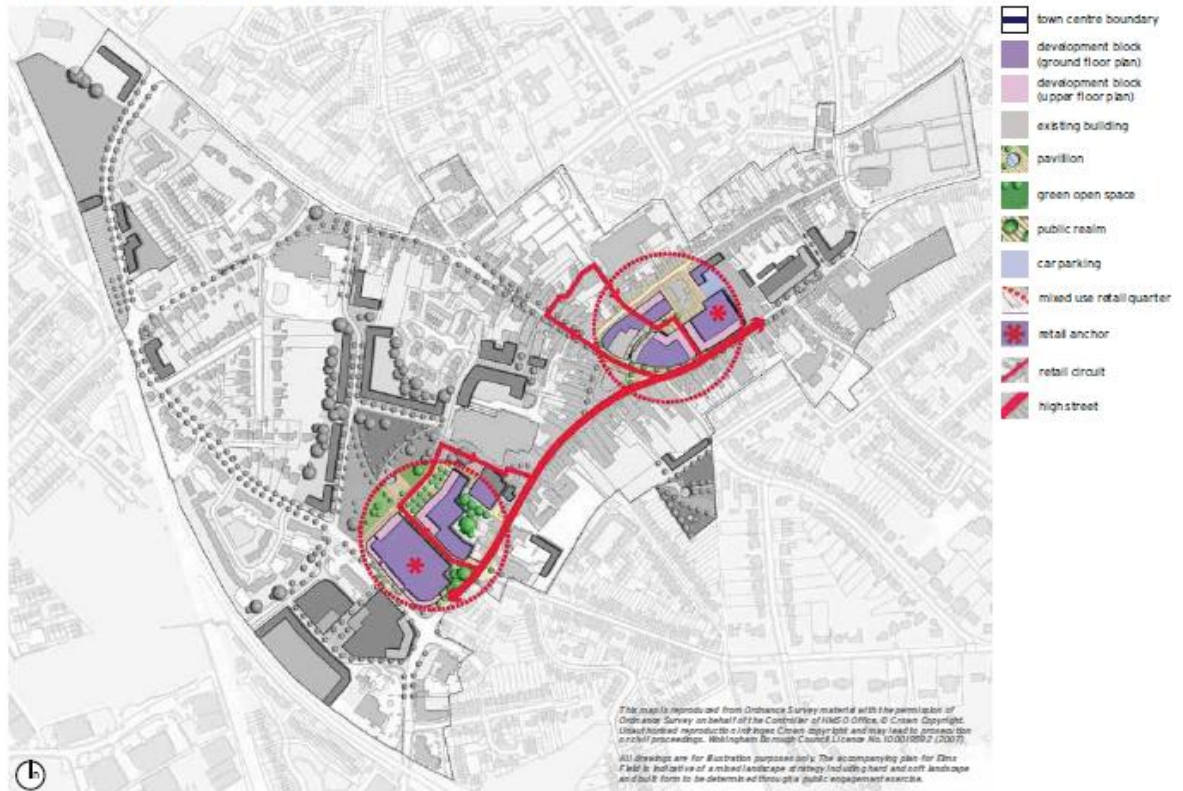 town centre boundary
development block
(ground floor plan)
development block
(upper floor plan)
existing building
pavillion
green open space
public realm
car parking
mixed use retail quarter
retail anchor
retail circuit
high street
This map is reproduced from Ordnance Survey material with the permission of
Ordnance Survey on behalf of the Controller of HMSO Office, © Crown Copyright.
Unauthorised reproduction infringes Crown copyright and may lead to prosecution
or civil proceedings. Wokingham Borough Council Licence No. (2007)
All drawings are for illustration purposes only. The accompanying plan for Elms
Field is indicative of a mixed landscape strategy including hard and soft landscape
and built form to be determined through a public engagement exercise.